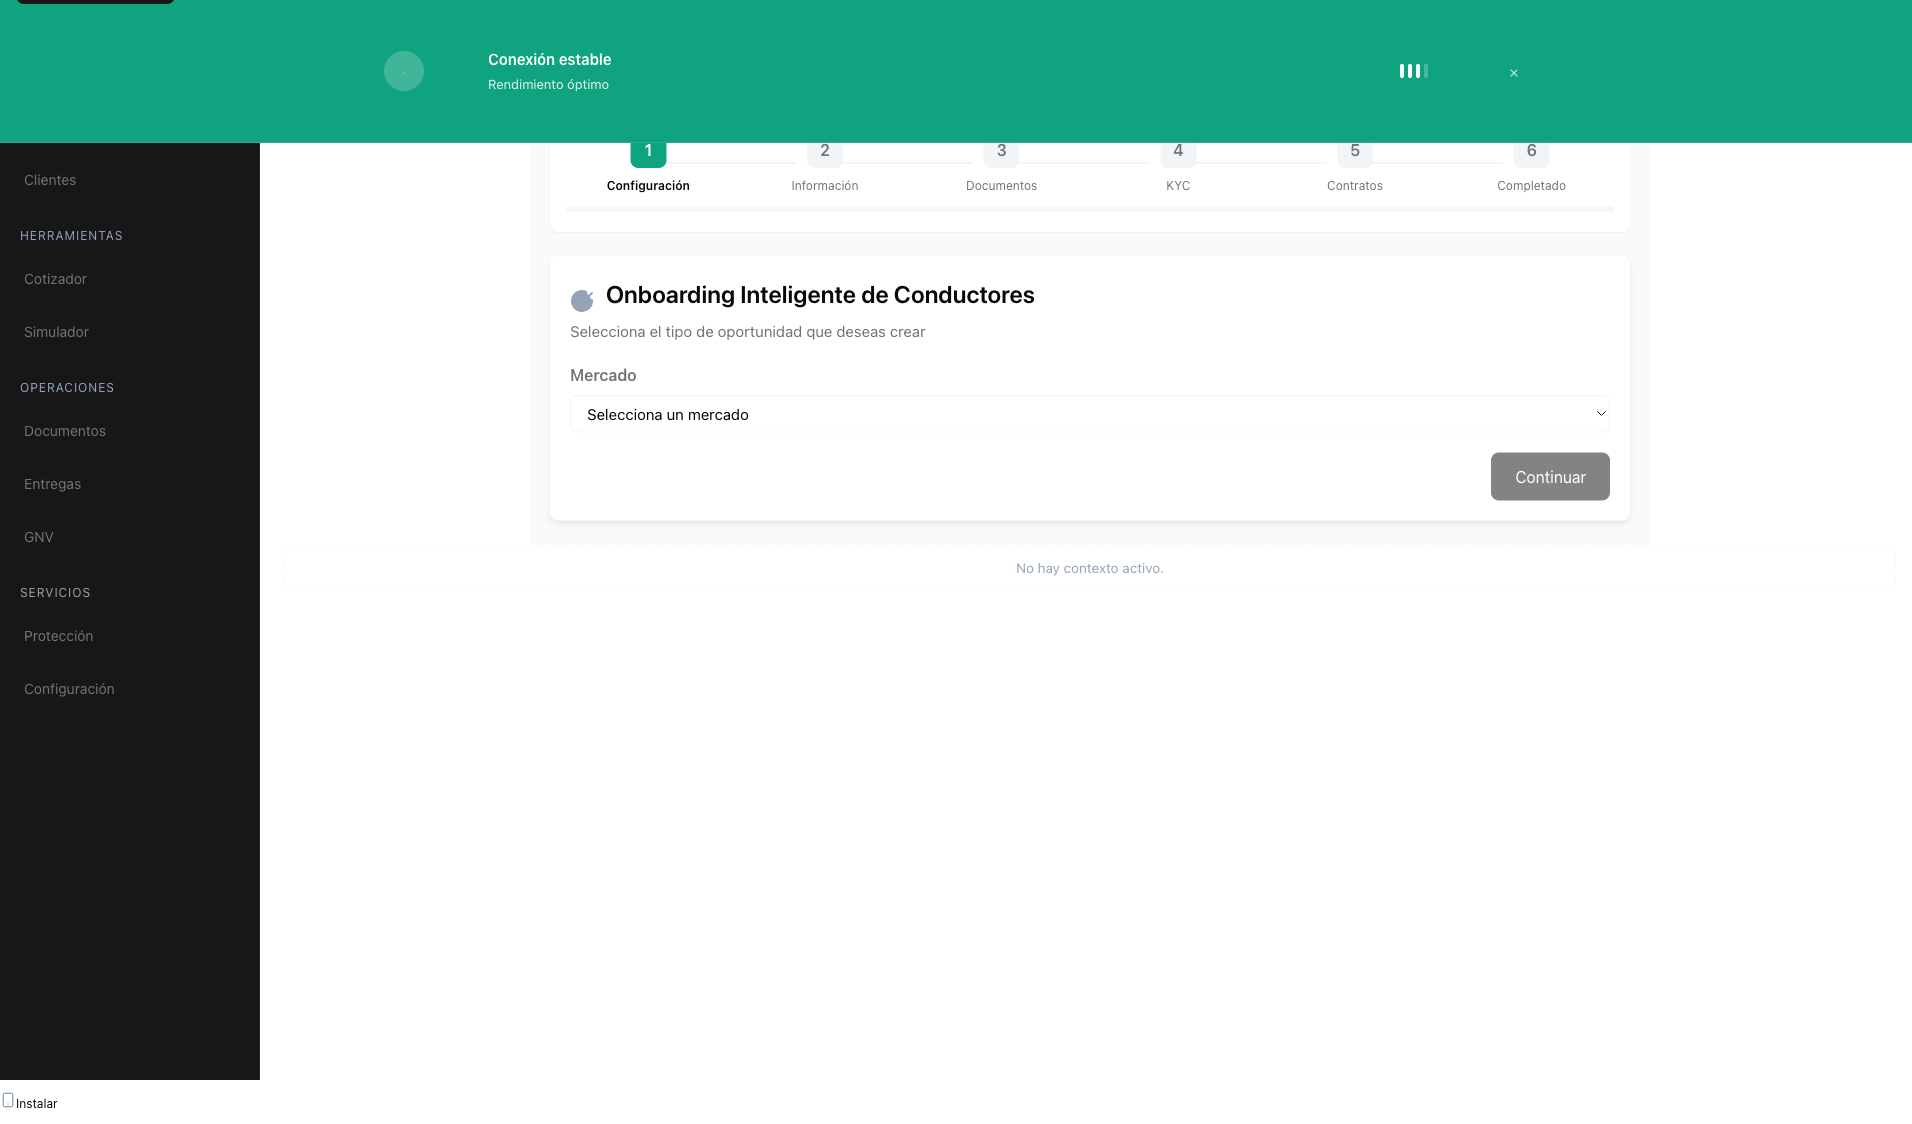 Conexión estable
Rendimiento óptimo
×
Clientes
HERRAMIENTAS
Cotizador
Simulador
OPERACIONES
Documentos
Entregas
GNV
SERVICIOS
Protección
Configuración
1
2
3
4
5
6
Configuración
Información
Documentos
KYC
Contratos
Completado
Onboarding Inteligente de Conductores
Selecciona el tipo de oportunidad que deseas crear
Mercado
Selecciona un mercado
Continuar
No hay contexto activo.
Instalar